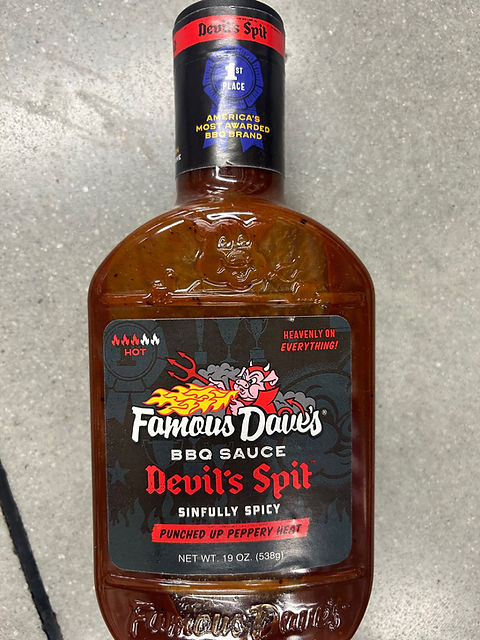 Devil's Spit
1ST
PLACE
AMERICA'S
MOST AWARDED
BBQ BRAND
HOT
HEAVENLY ON
EVERYTHING!
Famous Dave's®
BBQ SAUCE
Devil's Spit™
SINFULLY SPICY
PUNCHED UP PEPPERY HEAT
NET WT. 19 OZ. (538g)
Famous Dave's